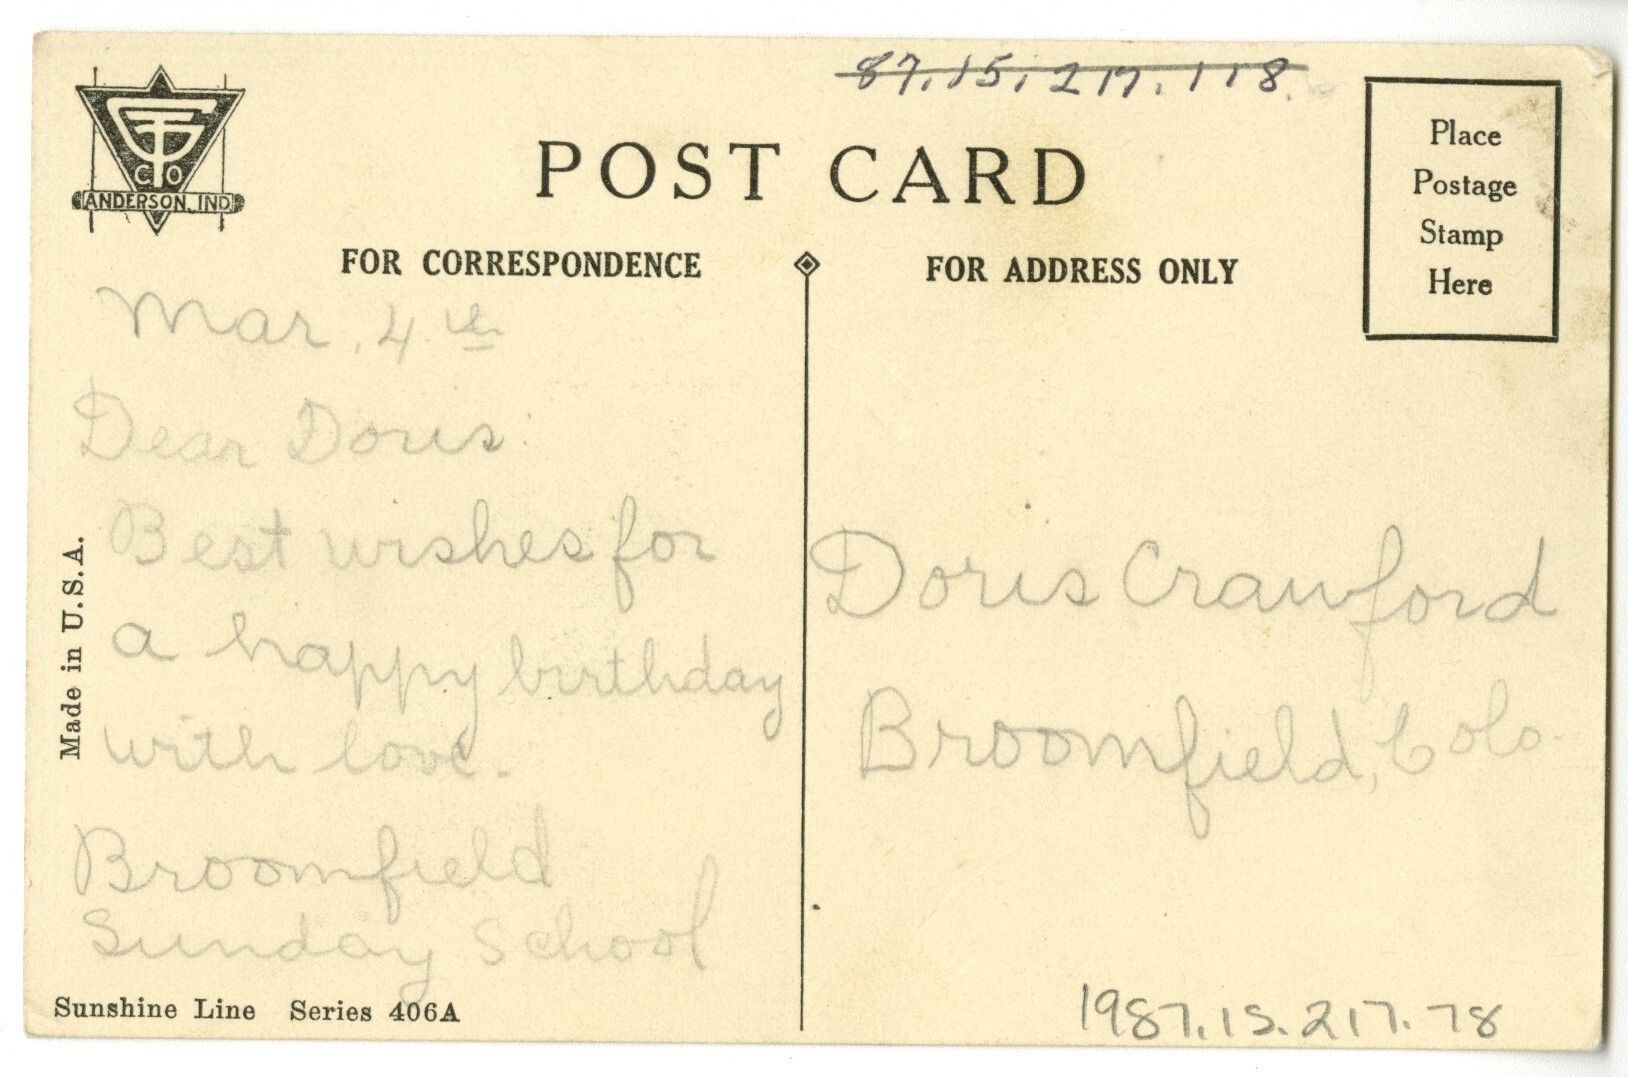 87.15.217.118
GTCO
ANDERSON, IND.
POST CARD
Place
Postage
Stamp
Here
FOR CORRESPONDENCE
FOR ADDRESS ONLY
Mar. 4th
Dear Doris:
Best wishes for
a happy birthday
with love.
Broomfield
Sunday School
Made in U.S.A.
Sunshine Line Series 406A
Doris Crawford
Broomfield, Colo.
1987.15.217.78